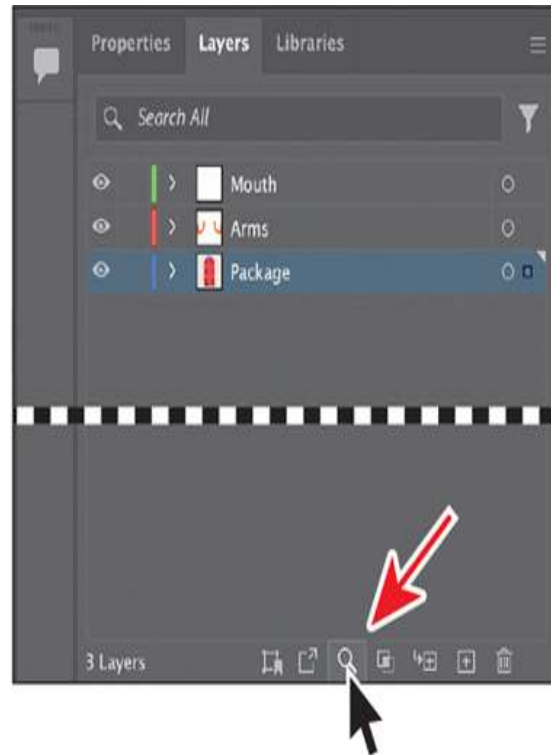 Properties Layers Libraries
Search All
Mouth
Arms
Package
3 Layers